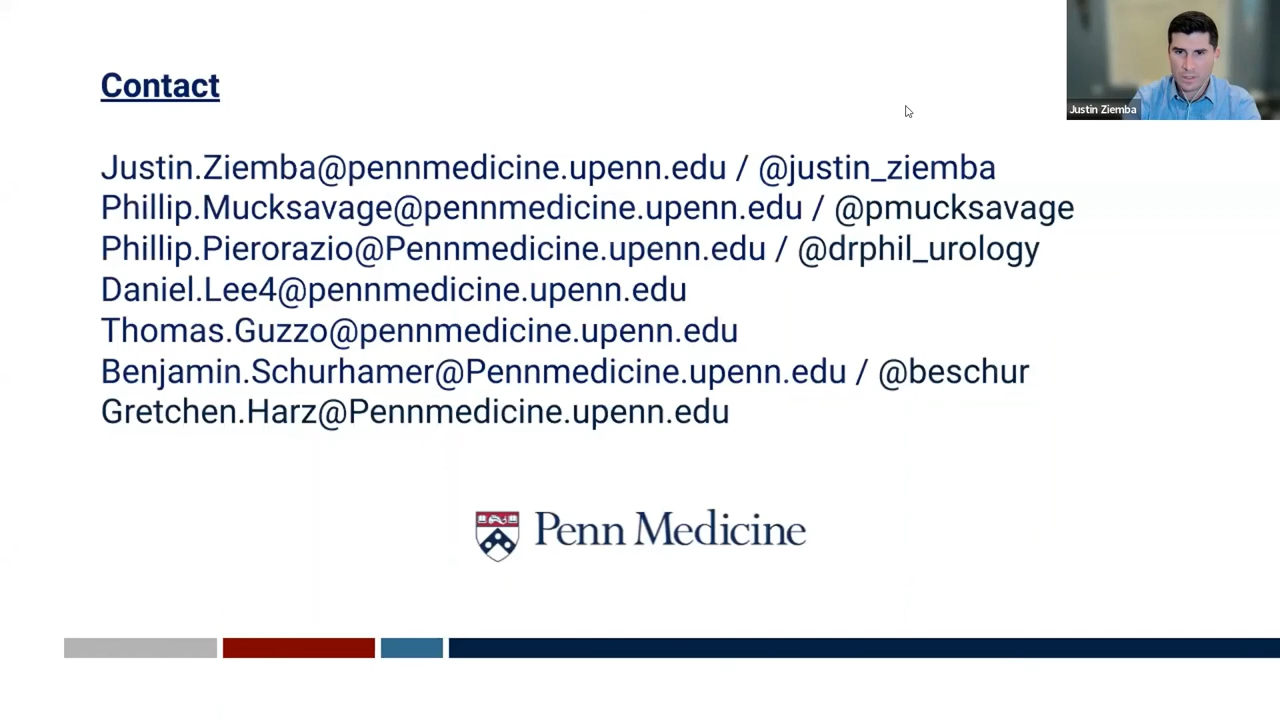 Contact
Justin Ziemba
Justin.Ziemba@pennmedicine.upenn.edu / @justin_ziemba
Phillip.Mucksavage@pennmedicine.upenn.edu / @pmucksavage
Phillip.Pierorazio@Pennmedicine.upenn.edu / @drphil_urology
Daniel.Lee4@pennmedicine.upenn.edu
Thomas.Guzzo@pennmedicine.upenn.edu
Benjamin.Schurhamer@Pennmedicine.upenn.edu / @beschur
Gretchen.Harz@Pennmedicine.upenn.edu
Penn Medicine